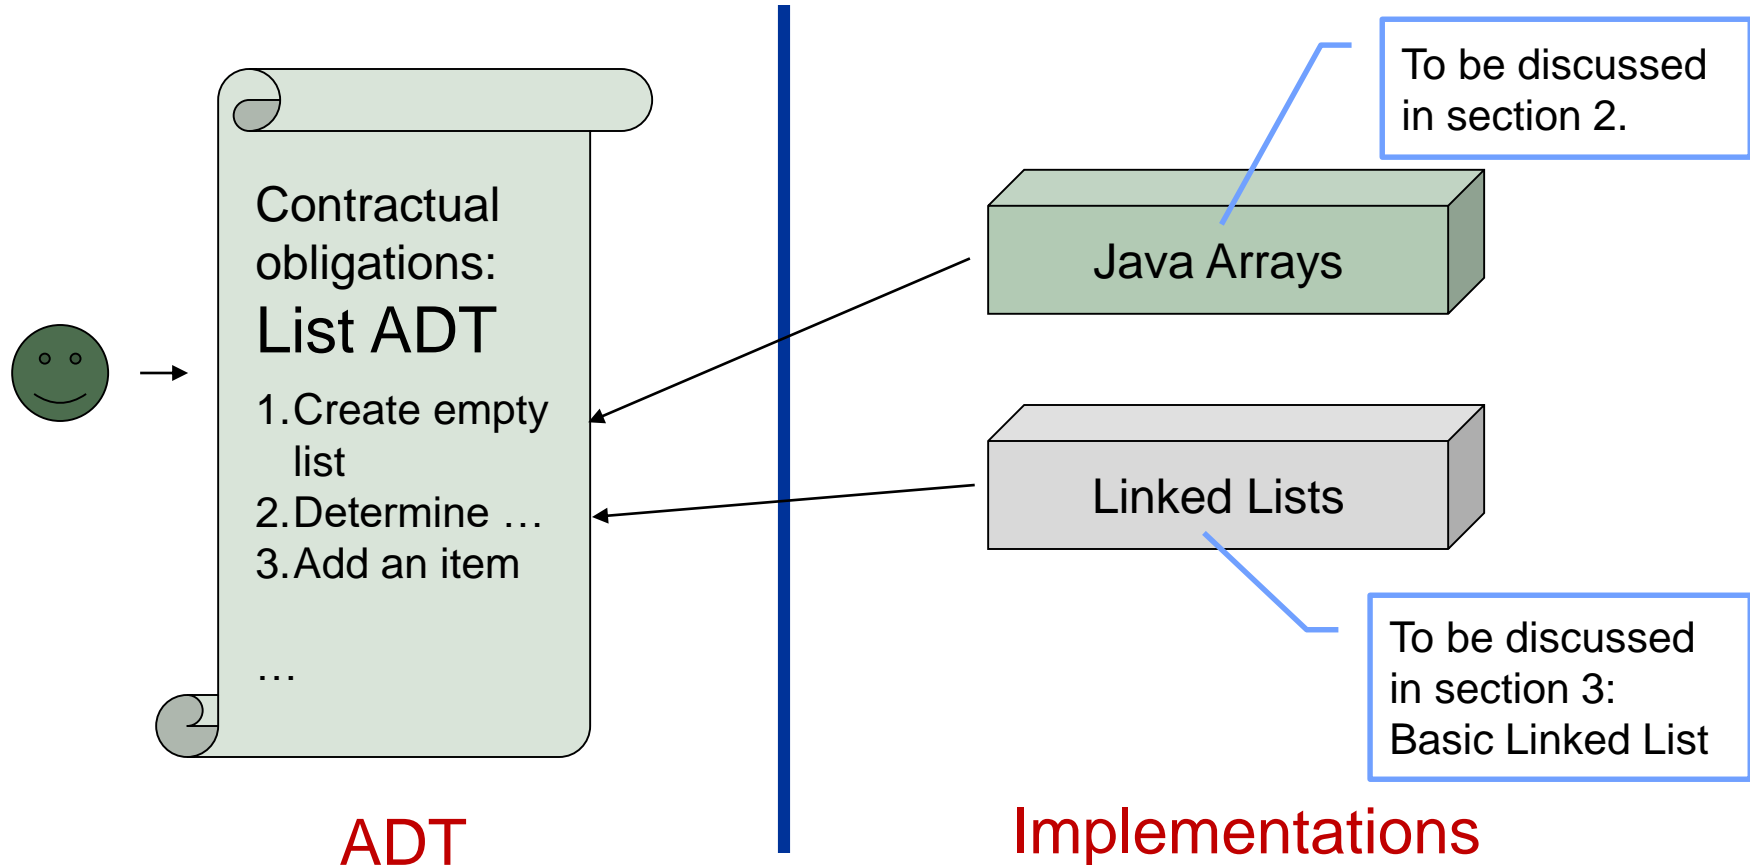 Contractual
obligations:
List ADT
1.Create empty
list
2.Determine …
3.Add an item
…
ADT
To be discussed
in section 2.
Java Arrays
Linked Lists
To be discussed
in section 3:
Basic Linked List
Implementations